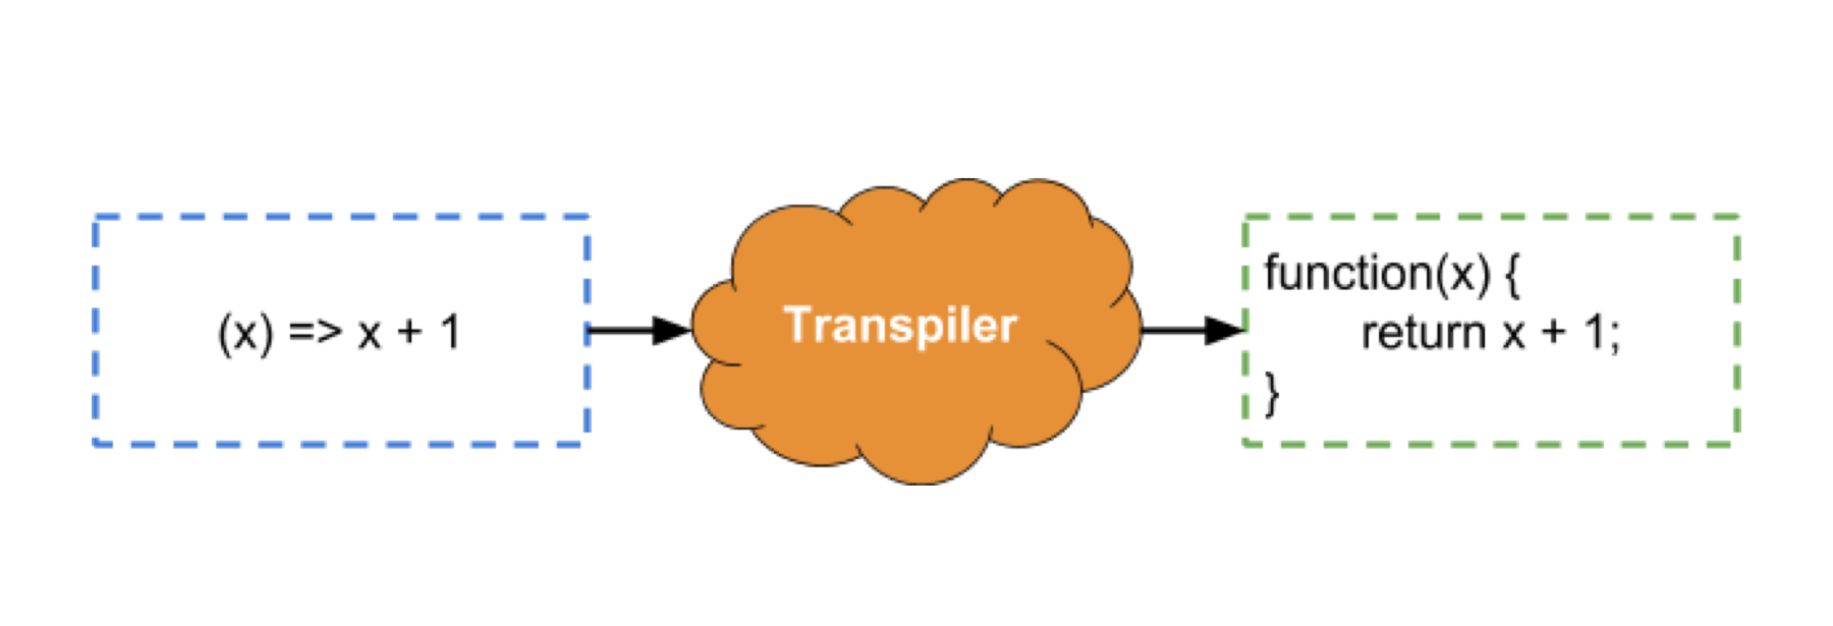 (x) => x + 1
Transpiler
function(x) {
return x + 1;
}